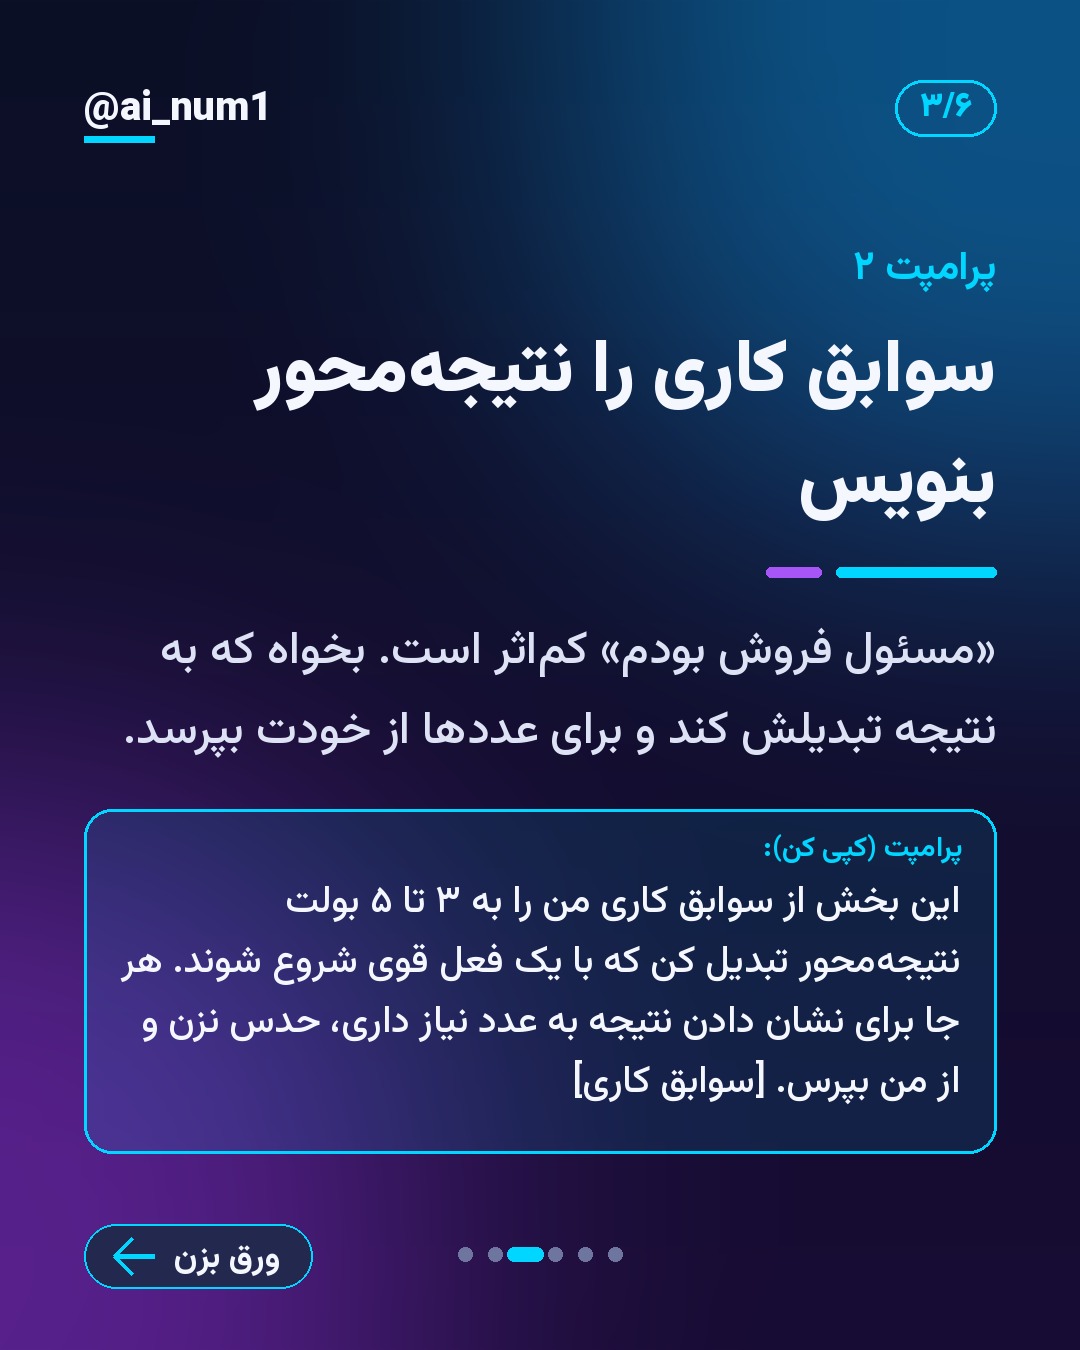 @ai_num1
۳/۶
پرامپت ۲
سوابق کاری را نتیجه‌محور
بنویس
«مسئول فروش بودم» کم‌اثر است. بخواه که به
نتیجه تبدیلش کند و برای عددها از خودت بپرسد.
پرامپت (کپی کن):
این بخش از سوابق کاری من را به ۳ تا ۵ بولت
نتیجه‌محور تبدیل کن که با یک فعل قوی شروع شوند. هر
جا برای نشان دادن نتیجه به عدد نیاز داری، حدس نزن و
از من بپرس. [سوابق کاری]
ورق بزن